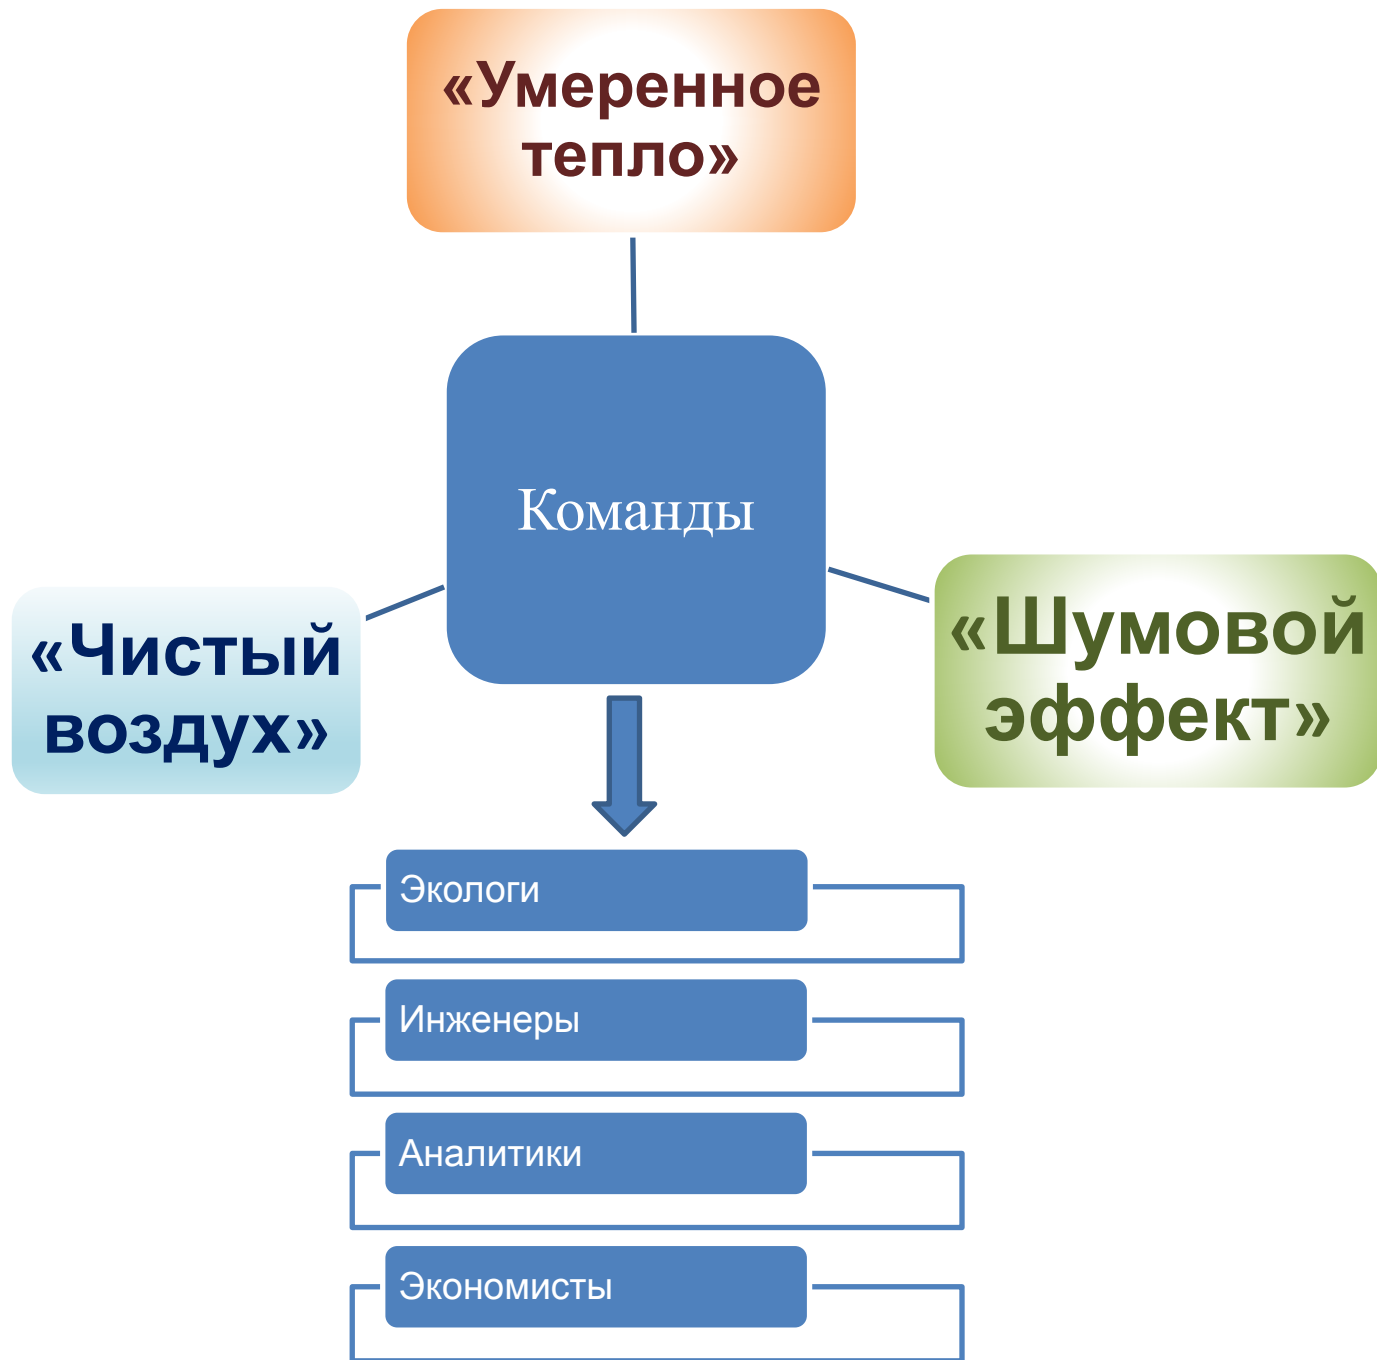 «Умеренное
тепло»
Команды
«Чистый
воздух»
«Шумовой
эффект»
Экологи
Инженеры
Аналитики
Экономисты